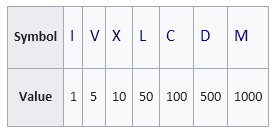 Symbol I V X L C D M
Value 1 5 10 50 100 500 1000